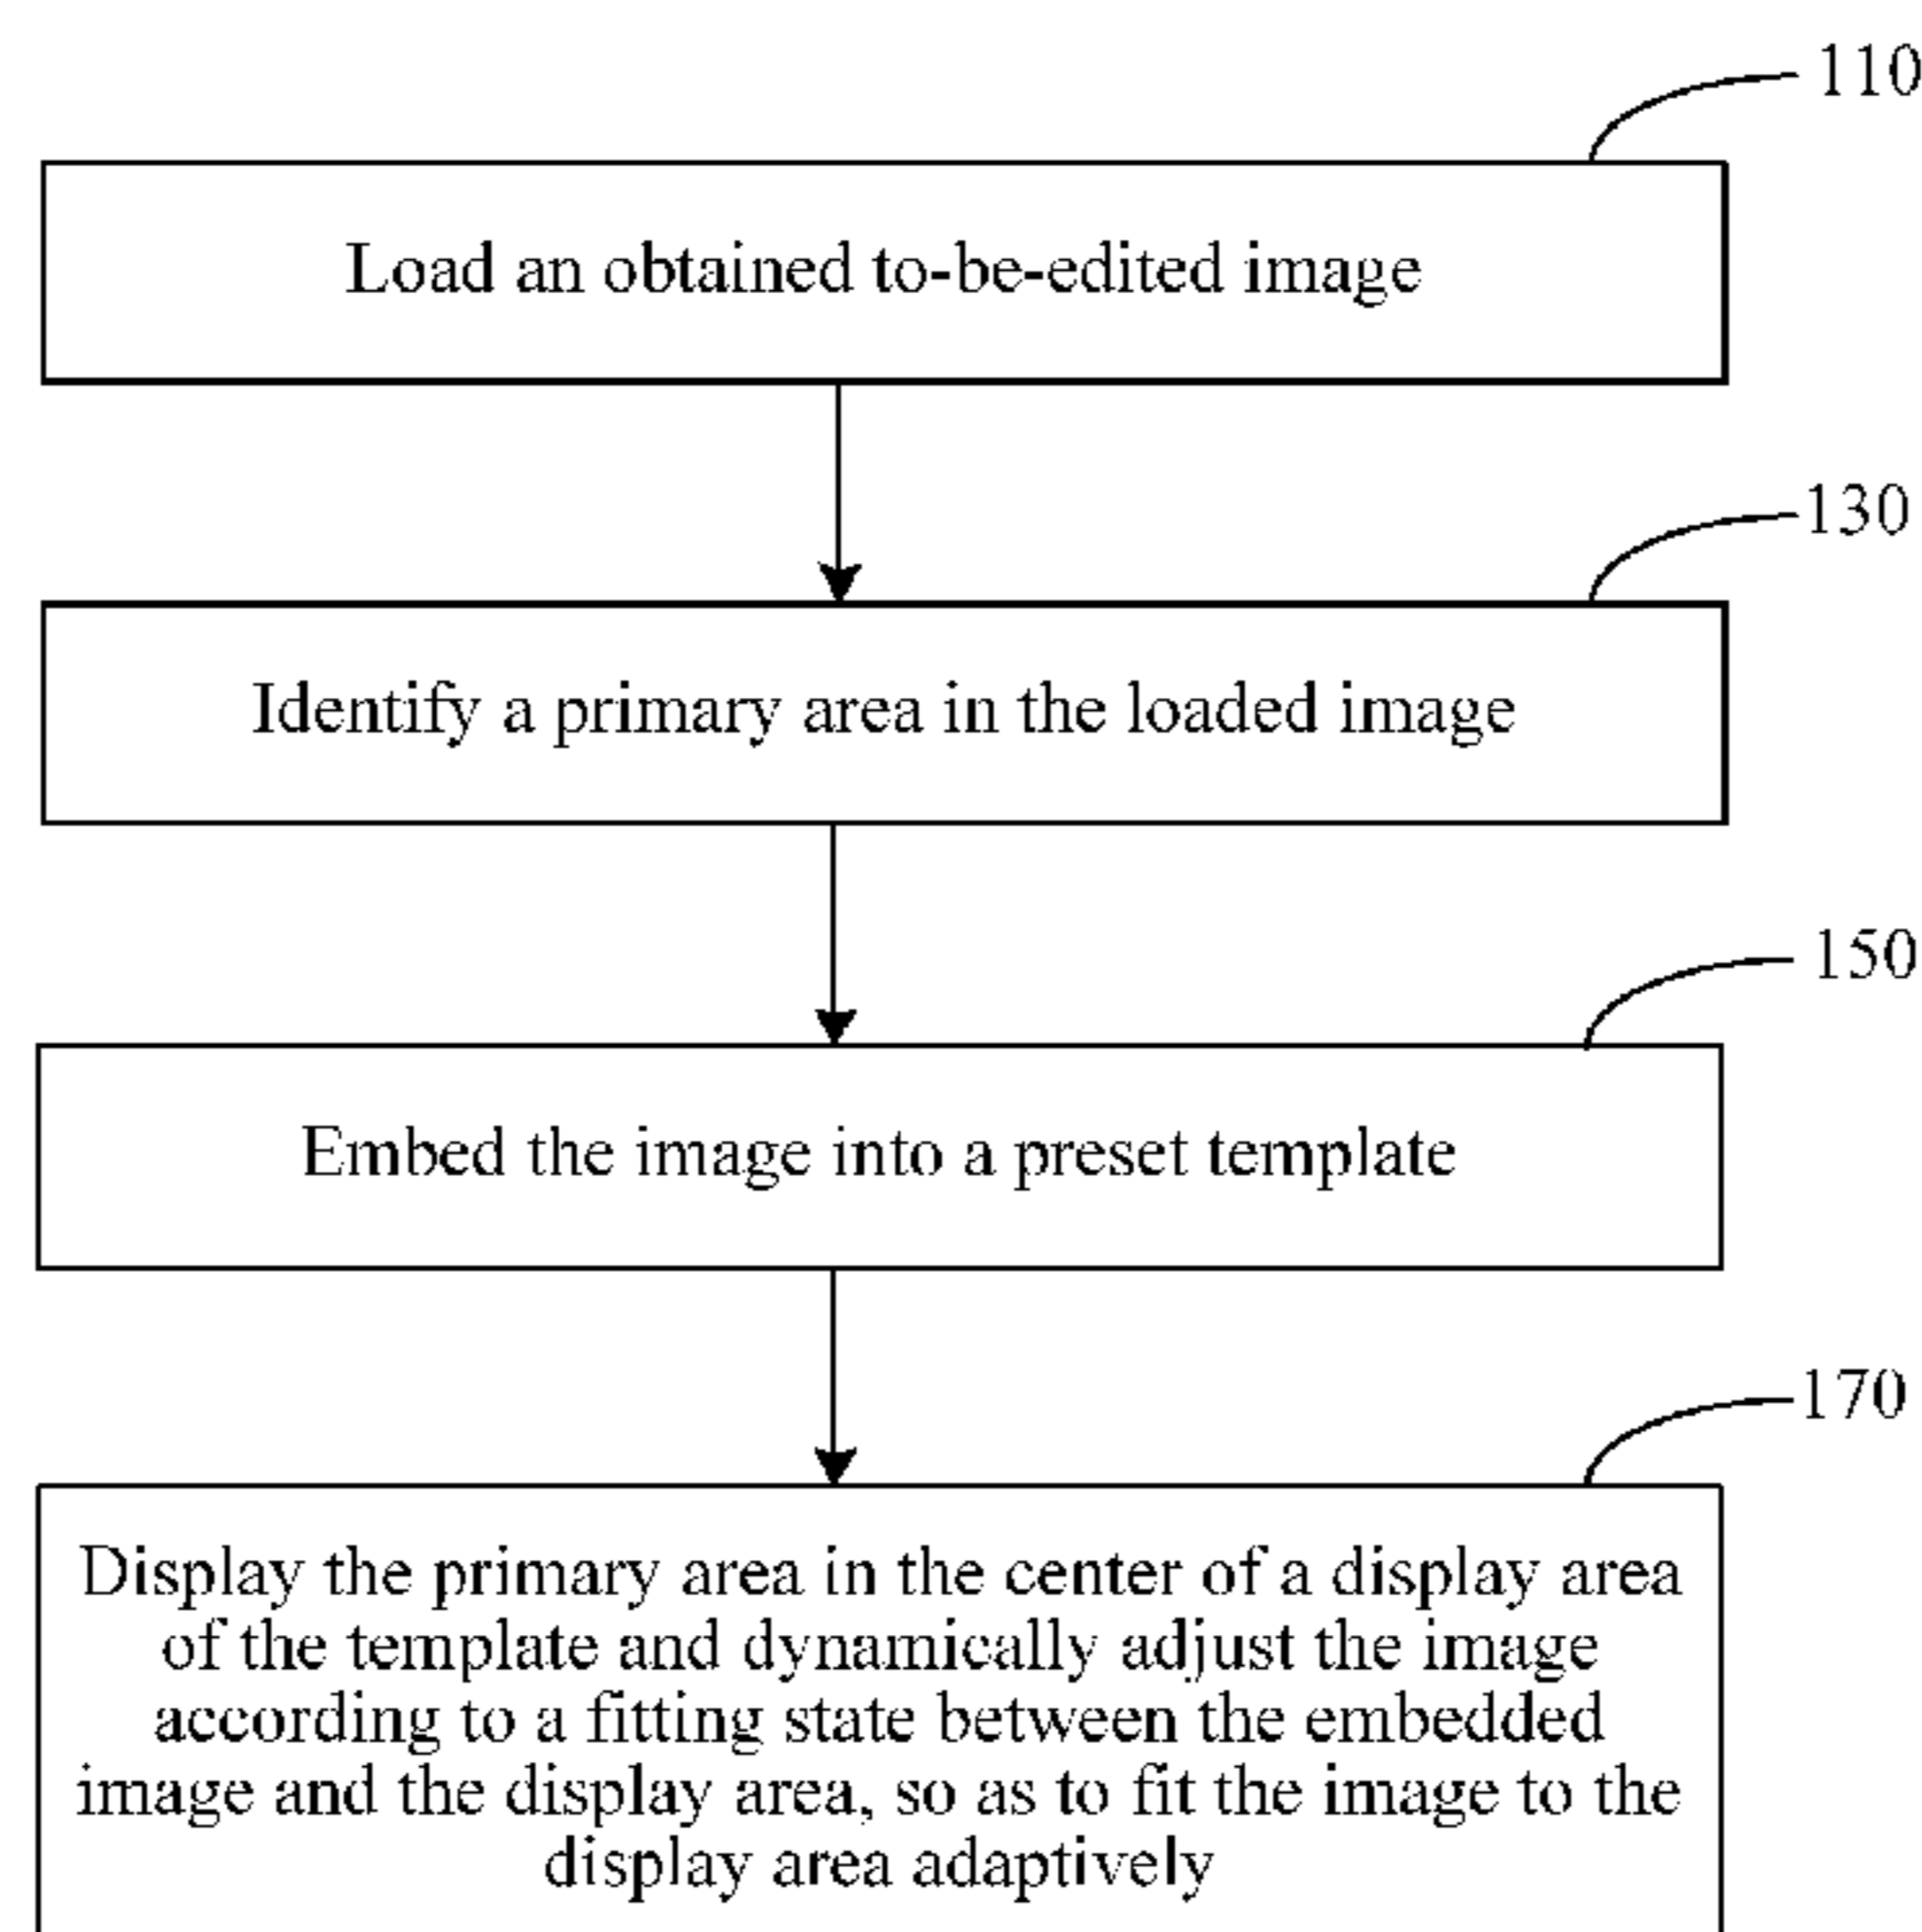 110
Load an obtained to-be-edited image
130
Identify a primary area in the loaded image
150
Embed the image into a preset template
170
Display the primary area in the center of a display area
of the template and dynamically adjust the image
according to a fitting state between the embedded
image and the display area, so as to fit the image to the
display area adaptively